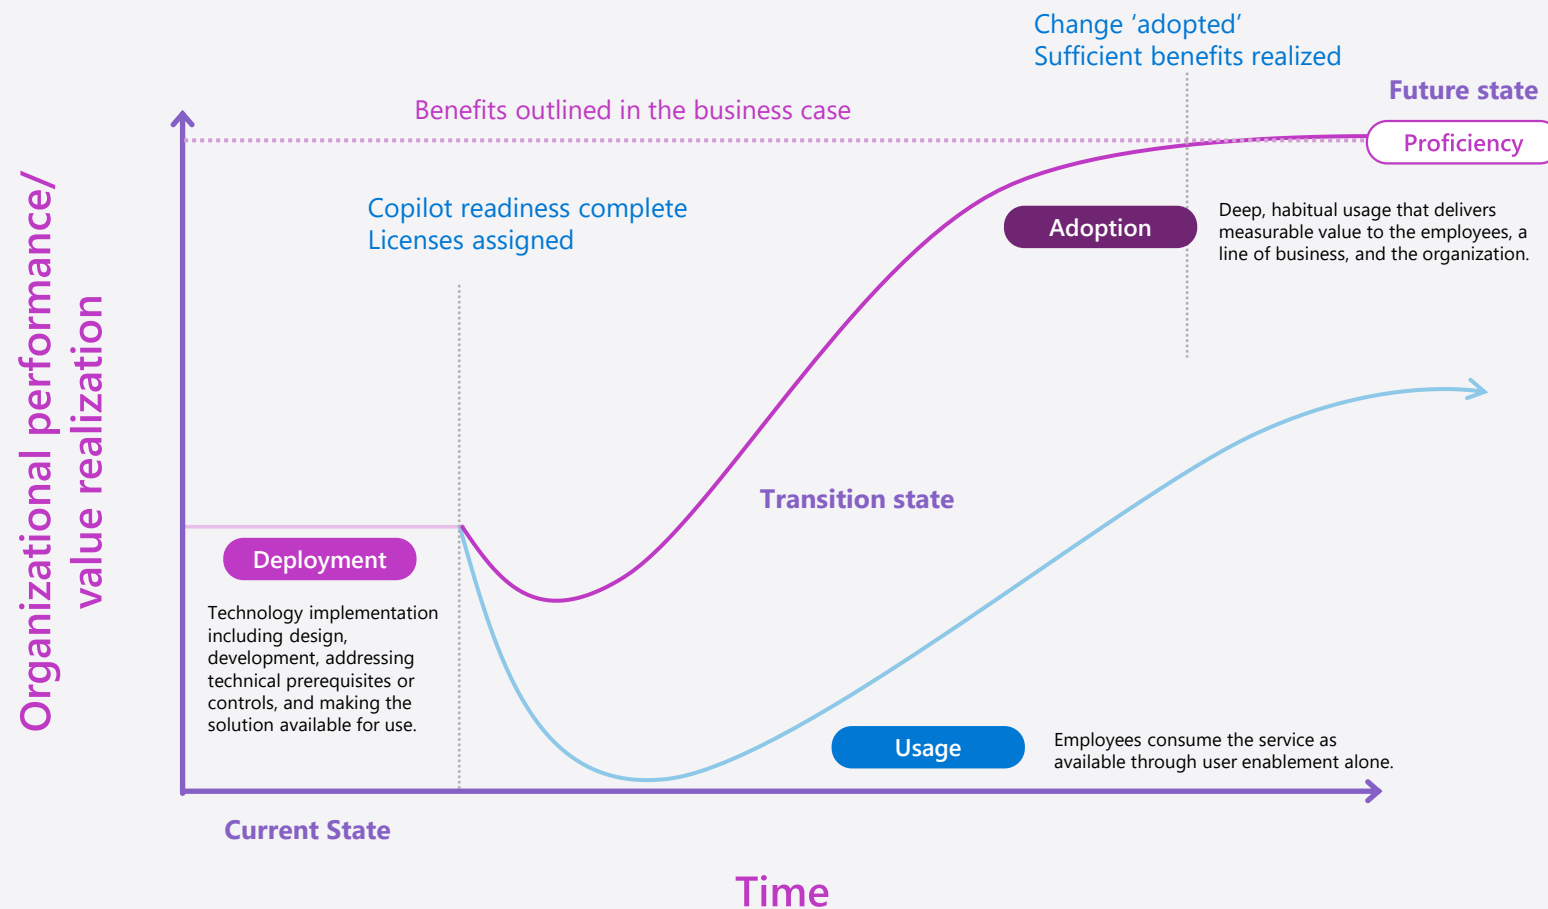 Change ‘adopted’
Sufficient benefits realized
Future state
Benefits outlined in the business case
Proficiency
Organizational performance/
value realization
Copilot readiness complete
Licenses assigned
Adoption
Deep, habitual usage that delivers
measurable value to the employees, a
line of business, and the organization.
Transition state
Deployment
Technology implementation
including design,
development, addressing
technical prerequisites or
controls, and making the
solution available for use.
Usage
Employees consume the service as
available through user enablement alone.
Current State
Time